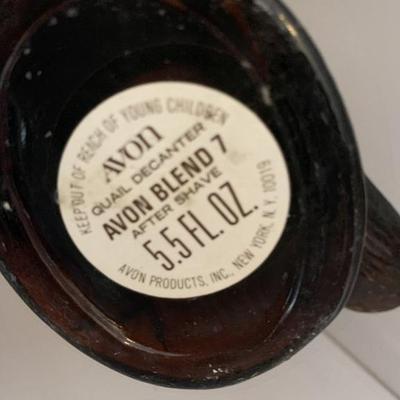 KEEP OUT OF REACH OF YOUNG CHILDREN
AVON
QUAIL DECANTER
AVON BLEND 7
AFTER SHAVE
5.5 FL. OZ.
AVON PRODUCTS, INC., NEW YORK, N.Y. 10019